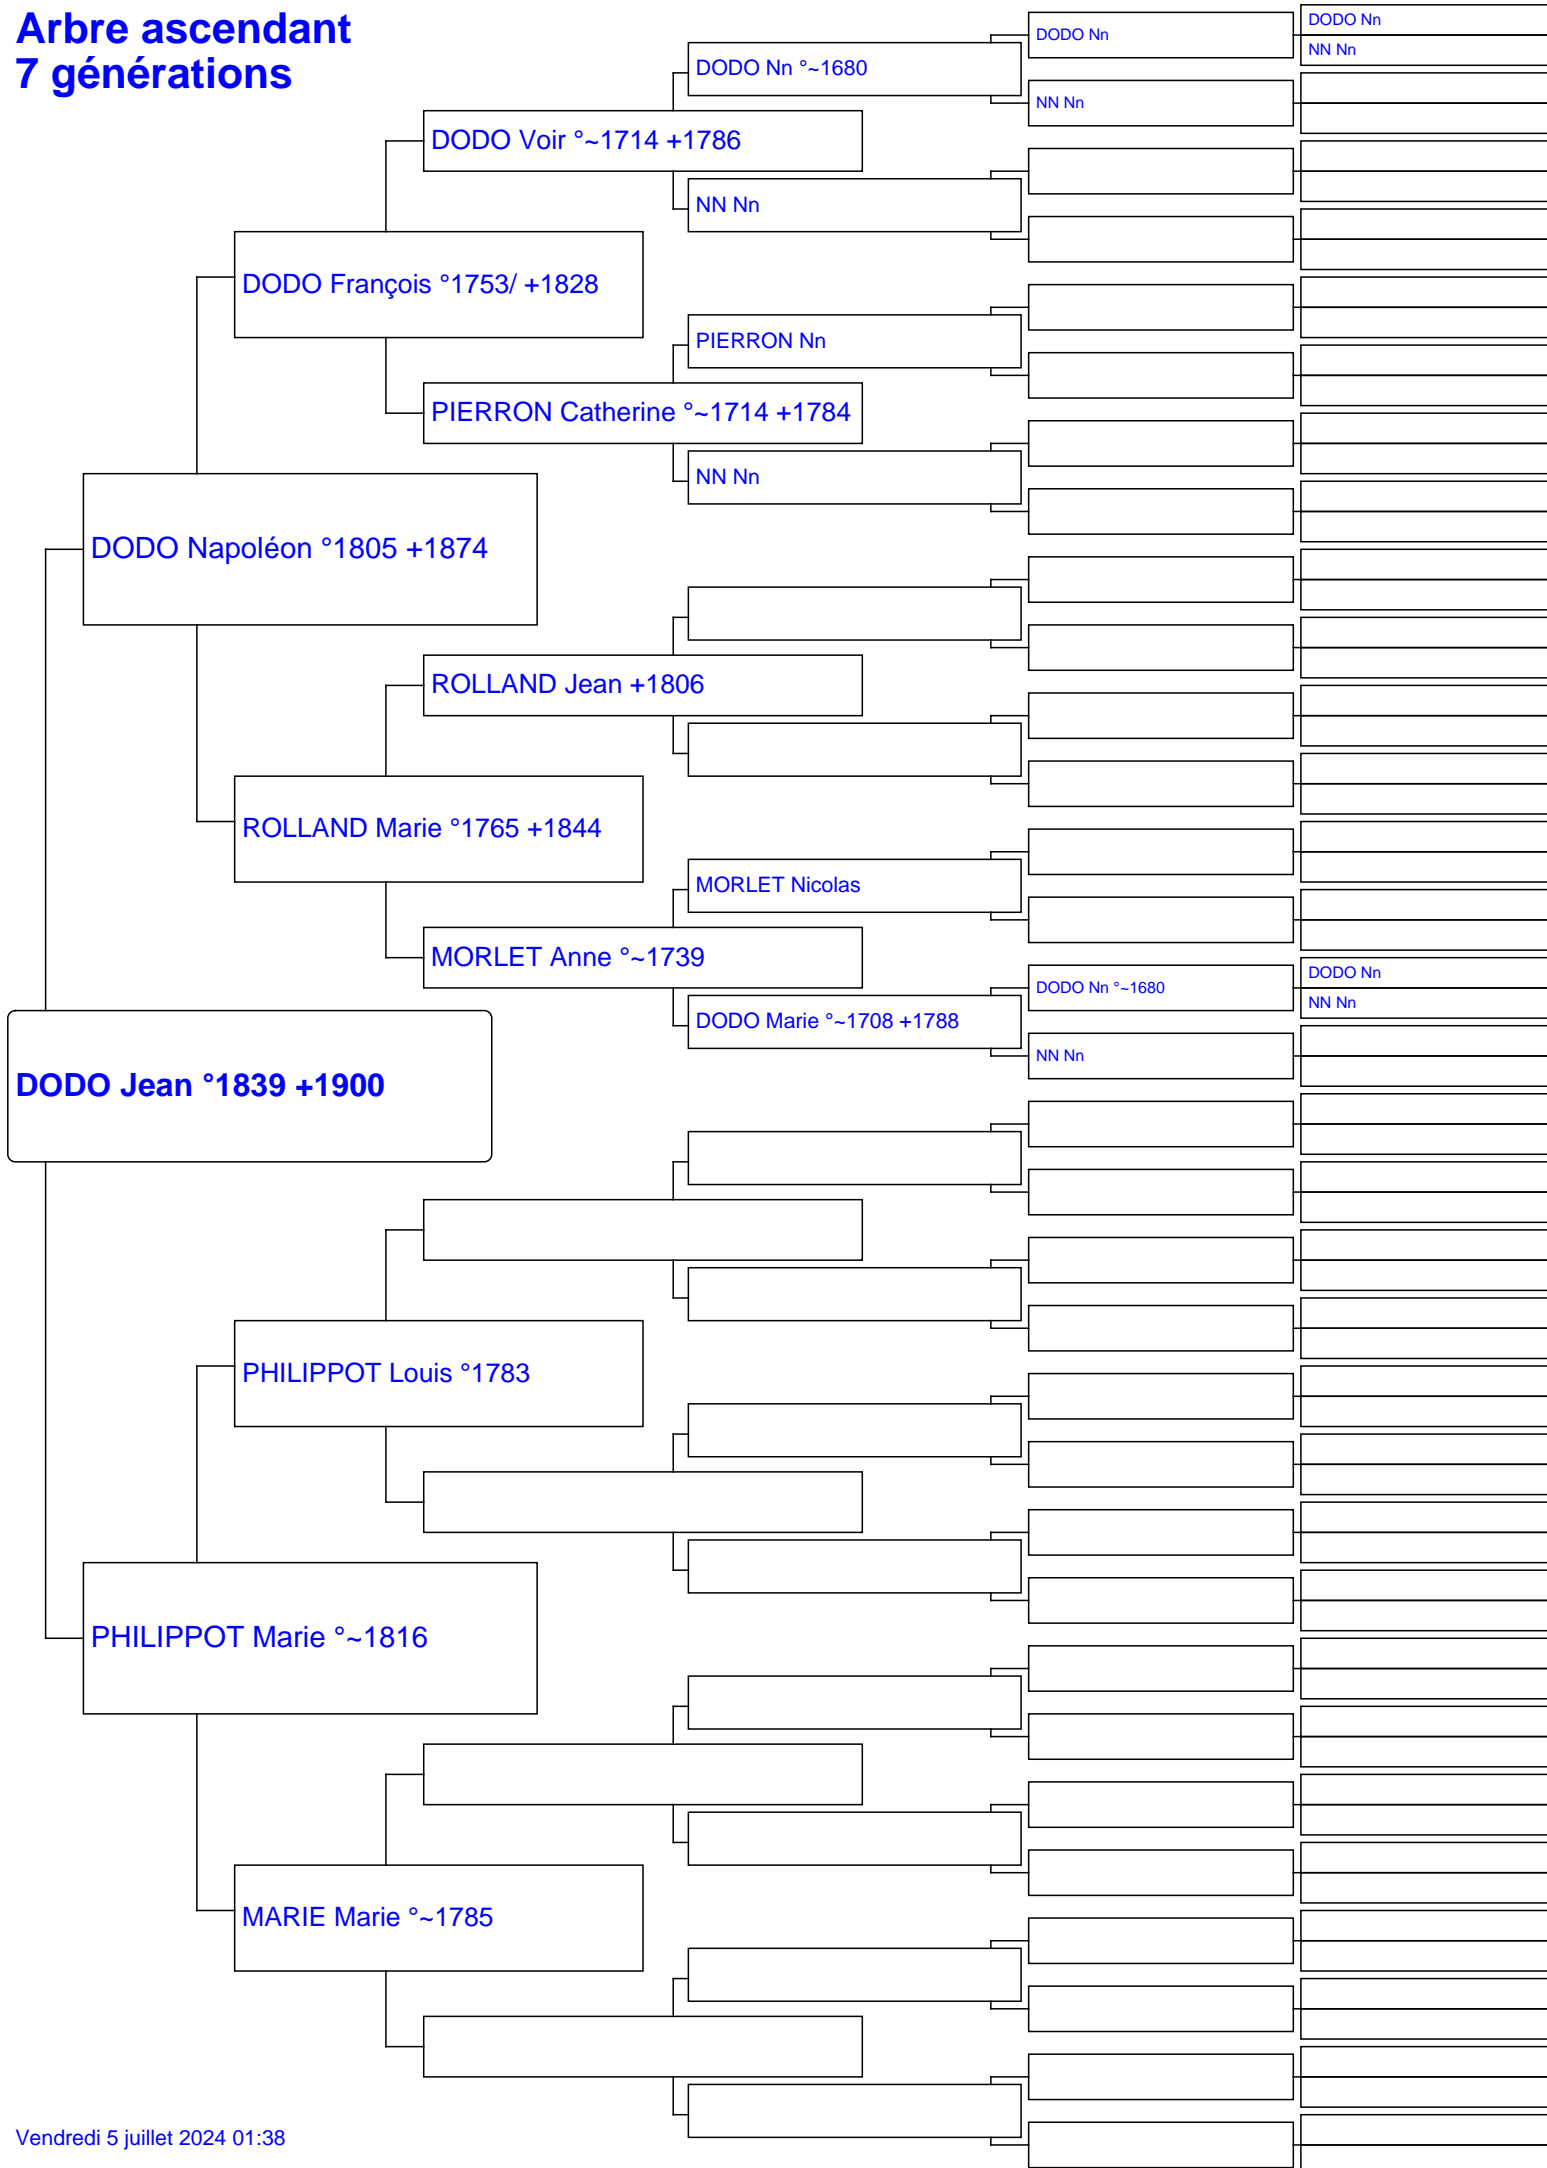 Arbre ascendant
7 générations
DODO Nn
NN Nn
DODO Nn
NN Nn
DODO Nn °~1680
DODO Voir °~1714 +1786
NN Nn
DODO François °1753/ +1828
PIERRON Nn
PIERRON Catherine °~1714 +1784
NN Nn
DODO Napoléon °1805 +1874
ROLLAND Jean +1806
ROLLAND Marie °1765 +1844
MORLET Nicolas
MORLET Anne °~1739
DODO Nn
NN Nn
DODO Nn °~1680
DODO Marie °~1708 +1788
NN Nn
DODO Jean °1839 +1900
PHILIPPOT Louis °1783
PHILIPPOT Marie °~1816
MARIE Marie °~1785
Vendredi 5 juillet 2024 01:38